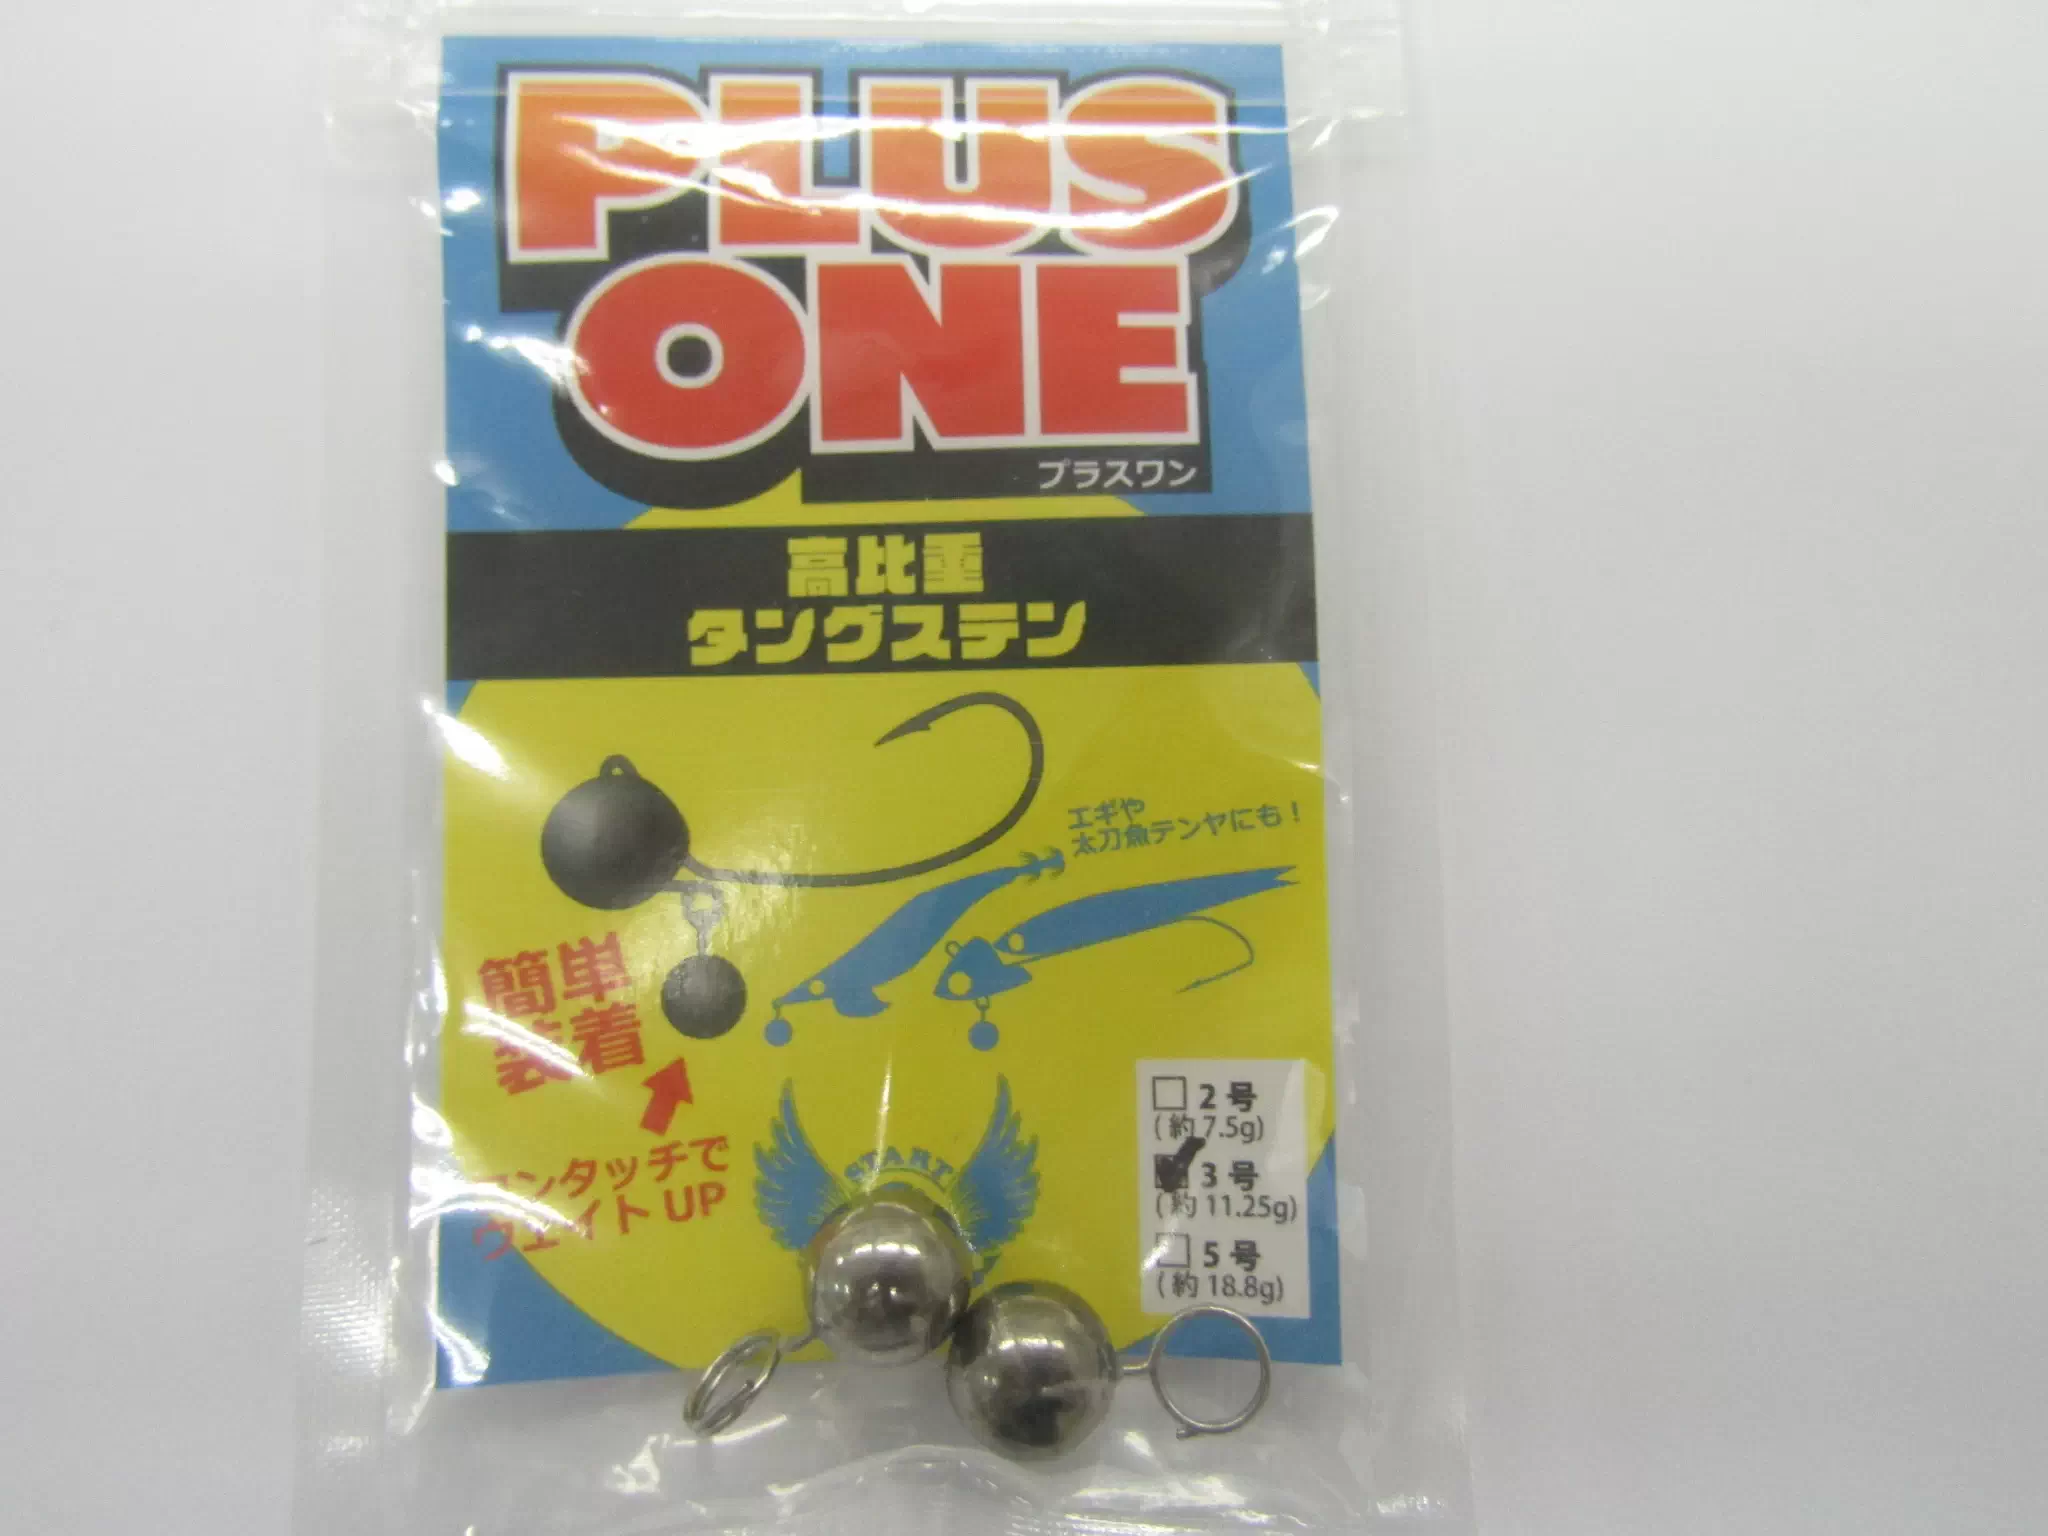 PLUS
ONE
プラスワン
高比重
タングステン
エギや
太刀魚テンヤにも！
簡単
装着
ワンタッチで
ウェイトUP
START
2号
(約7.5g)
3号
(約11.25g)
5号
(約18.8g)